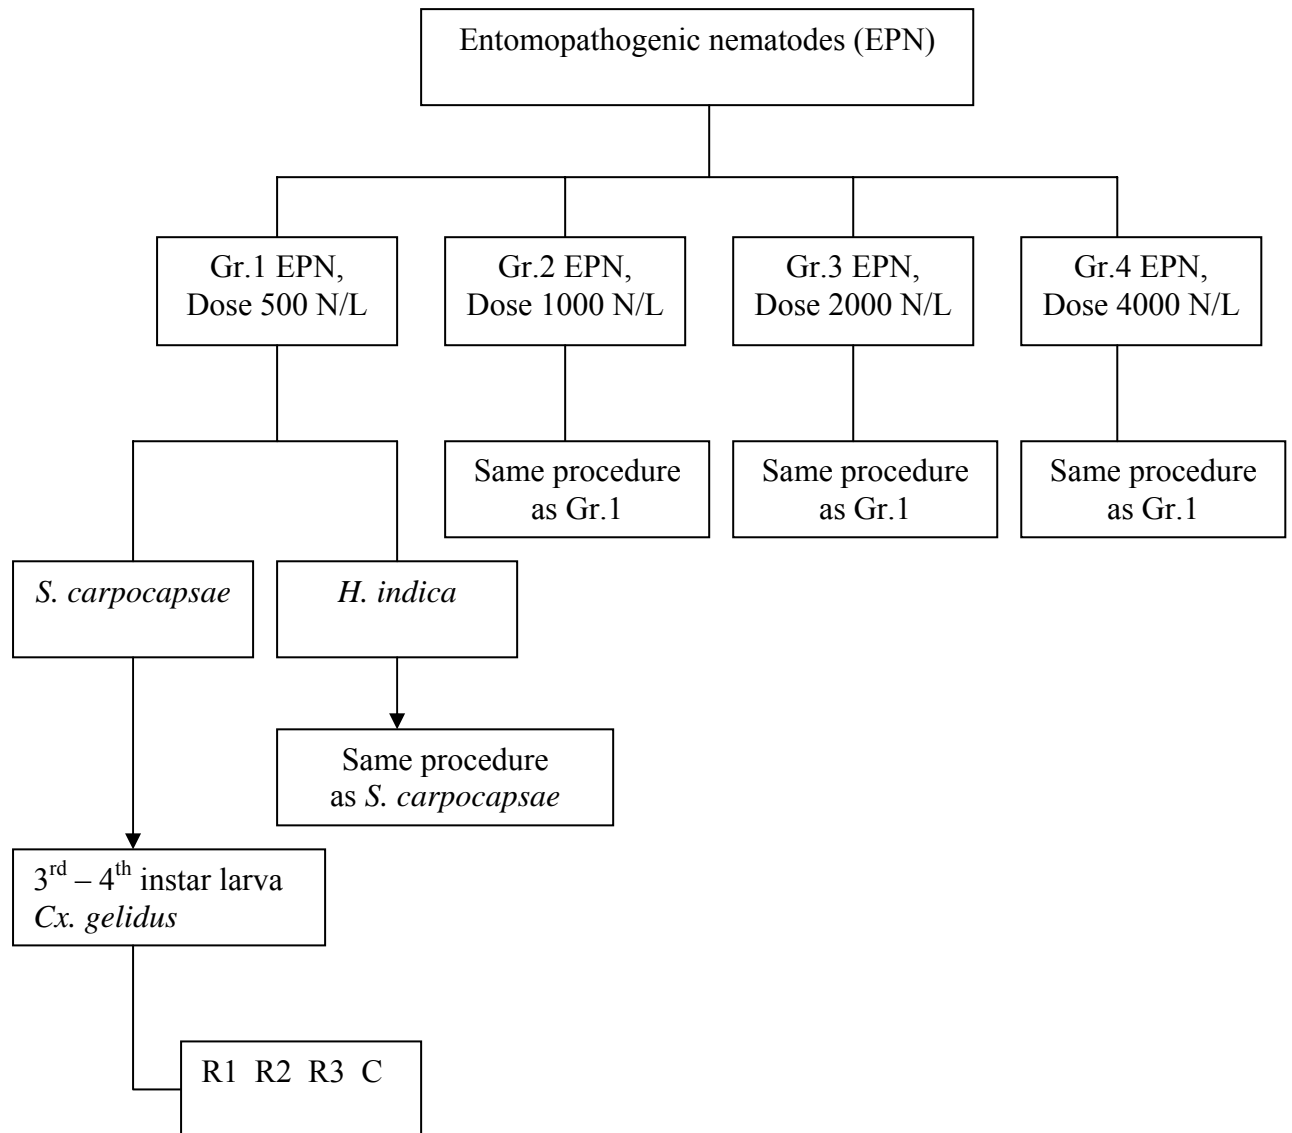 Entomopathogenic nematodes (EPN)
Gr.1 EPN,
Dose 500 N/L
Gr.2 EPN,
Dose 1000 N/L
Gr.3 EPN,
Dose 2000 N/L
Gr.4 EPN,
Dose 4000 N/L
Same procedure
as Gr.1
Same procedure
as Gr.1
Same procedure
as Gr.1
S. carpocapsae
H. indica
Same procedure
as S. carpocapsae
3rd – 4th instar larva
Cx. gelidus
R1 R2 R3 C